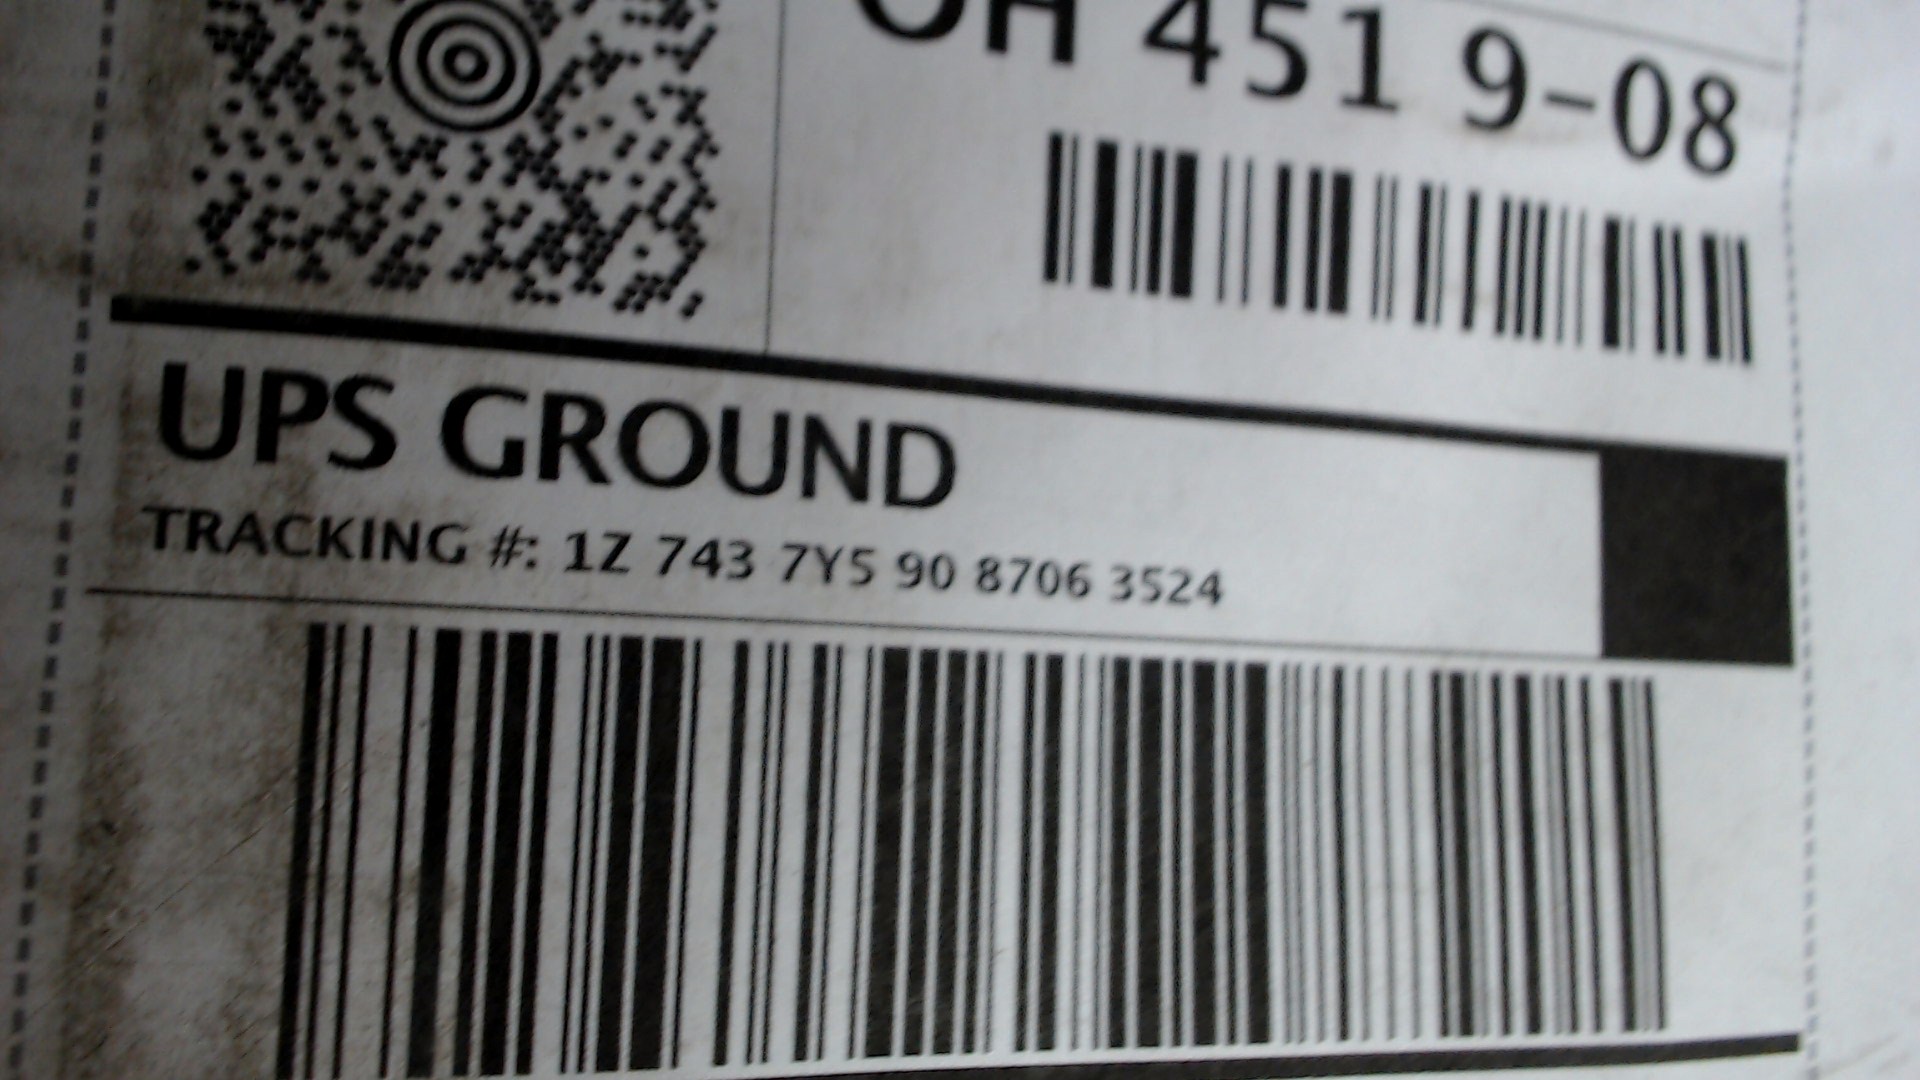 OH 451 9-08
UPS GROUND
TRACKING #: 1Z 743 7Y5 90 8706 3524